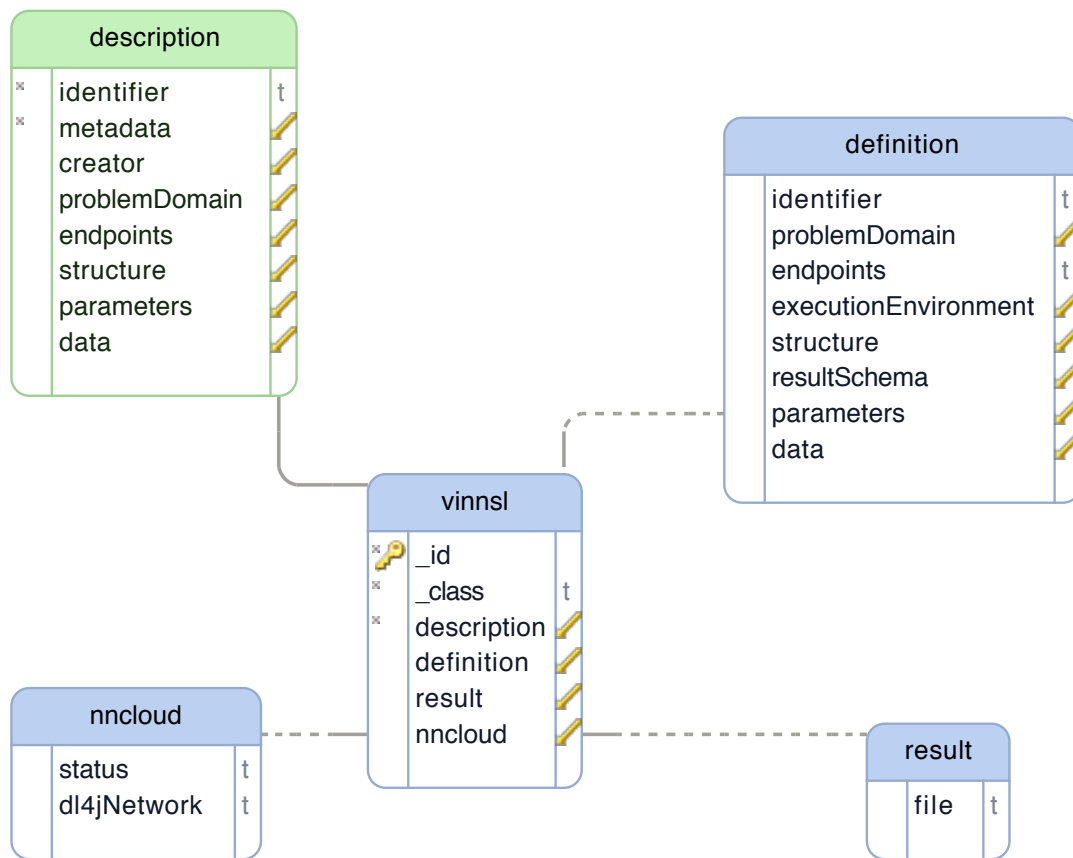 description
identifier t
metadata
creator
problemDomain
endpoints
structure
parameters
data
definition
identifier t
problemDomain
endpoints t
executionEnvironment
structure
resultSchema
parameters
data
vinnsl
_id
_class t
description
definition
result
nncloud
nncloud
status t
dl4jNetwork t
result
file t